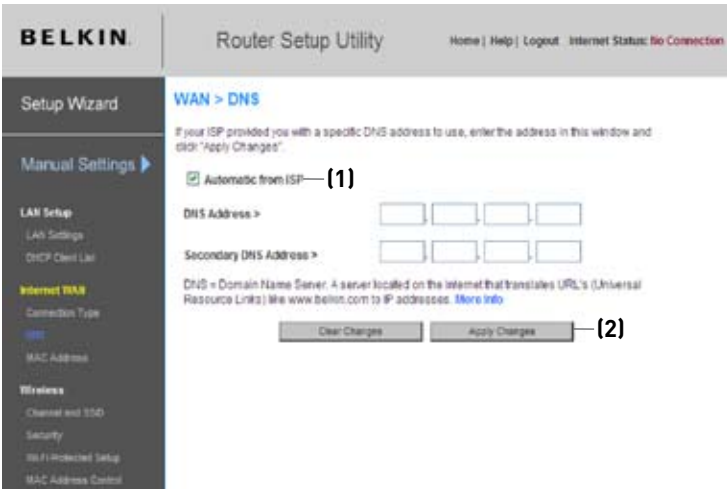 BELKIN
Router Setup Utility
Home | Help | Logout Internet Status: No Connection
Setup Wizard
Manual Settings
LAN Setup
LAN Settings
DHCP Client List
Internet WAN
Connection Type
DNS
MAC Address
Wireless
Channel and SSID
Security
Wi-Fi Protected Setup
MAC Address Control
WAN > DNS
If your ISP provided you with a specific DNS address to use, enter the address in this window and
click "Apply Changes".
Automatic from ISP (1)
DNS Address > . . .
Secondary DNS Address > . . .
DNS = Domain Name Server. A server located on the Internet that translates URL's (Universal
Resource Links) like www.belkin.com to IP addresses. More Info
Clear Changes Apply Changes (2)